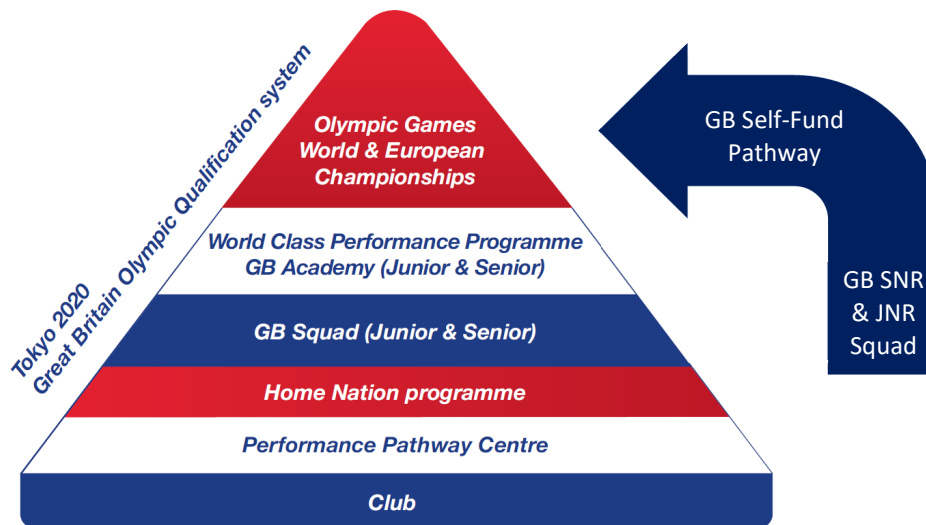 Tokyo 2020
Great Britain Olympic Qualification system
Olympic Games
World & European
Championships
World Class Performance Programme
GB Academy (Junior & Senior)
GB Squad (Junior & Senior)
Home Nation programme
Performance Pathway Centre
Club
GB Self-Fund
Pathway
GB SNR
& JNR
Squad